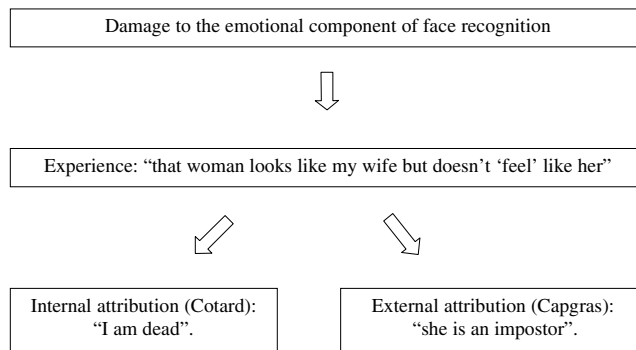 Damage to the emotional component of face recognition
Experience: “that woman looks like my wife but doesn’t ‘feel’ like her”
Internal attribution (Cotard):
“I am dead”.
External attribution (Capgras):
“she is an impostor”.